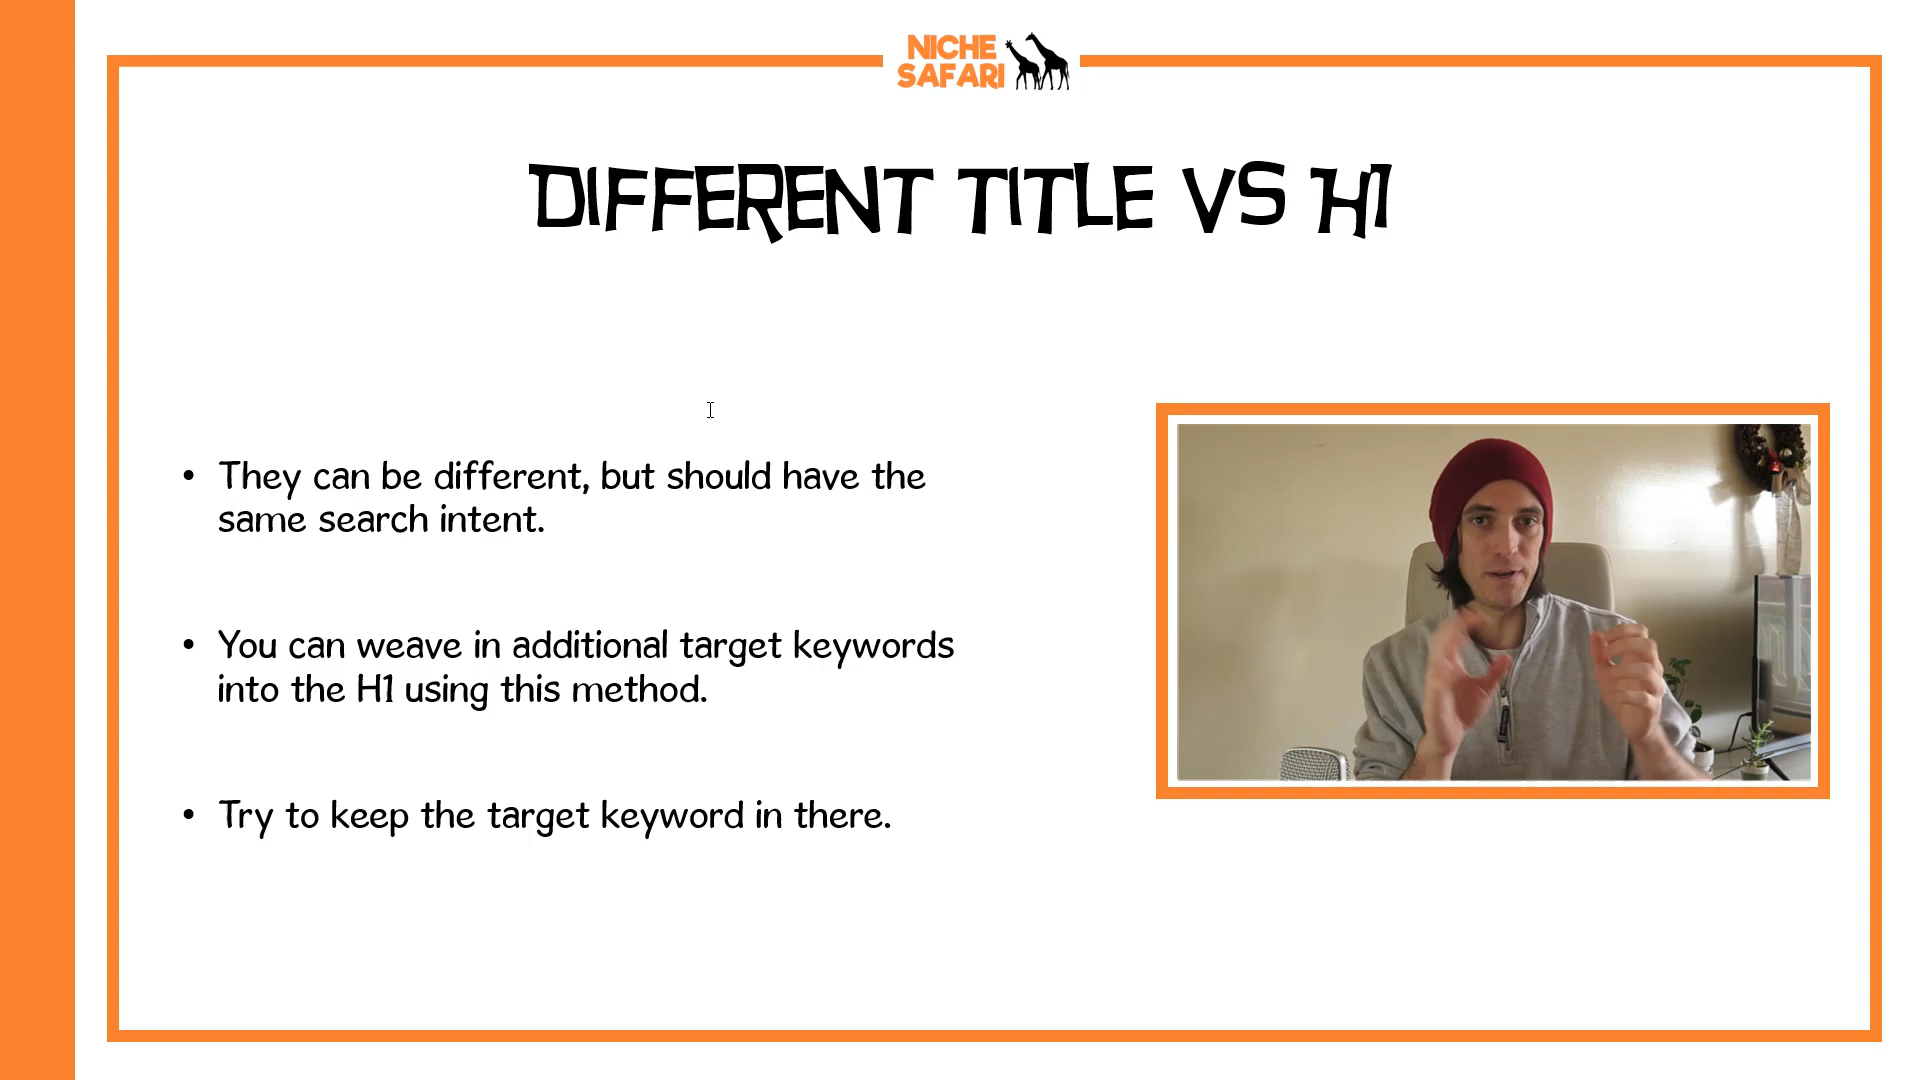 NICHE
SAFARI
DIFFERENT TITLE VS H1
• They can be different, but should have the
same search intent.
• You can weave in additional target keywords
into the H1 using this method.
• Try to keep the target keyword in there.